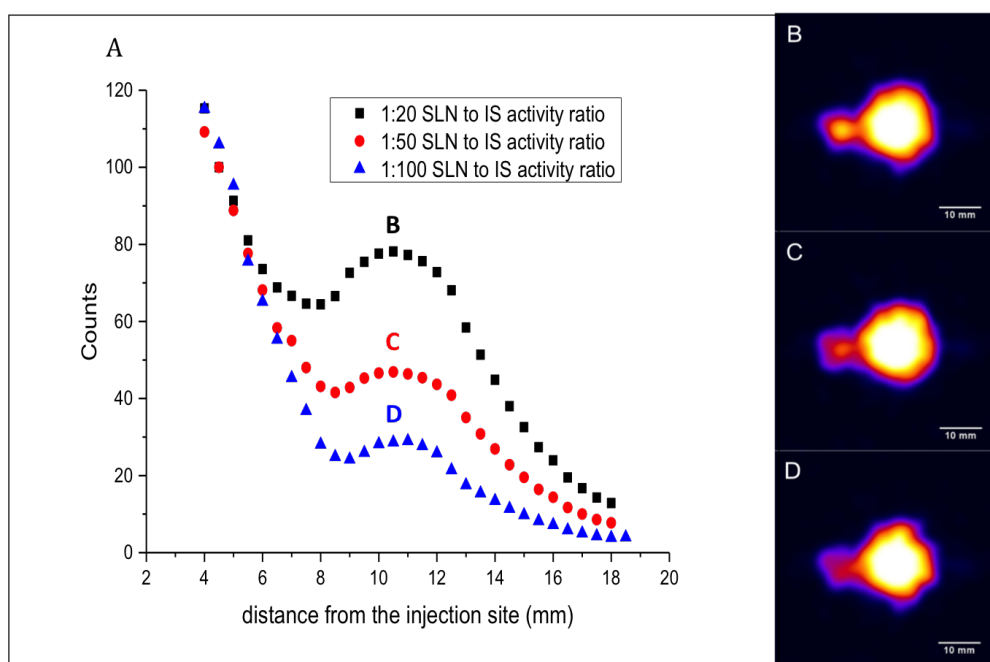 A
120
100
80
60
40
20
0
Counts
2 4 6 8 10 12 14 16 18 20
distance from the injection site (mm)
1:20 SLN to IS activity ratio
1:50 SLN to IS activity ratio
1:100 SLN to IS activity ratio
B
C
D
B
10 mm
C
10 mm
D
10 mm